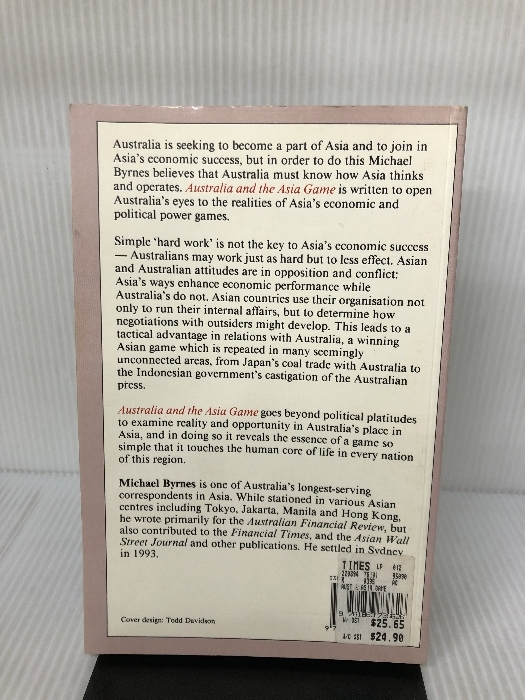 Australia is seeking to become a part of Asia and to join in
Asia's economic success, but in order to do this Michael
Byrnes believes that Australia must know how Asia thinks
and operates. Australia and the Asia Game is written to open
Australia's eyes to the realities of Asia's economic and
political power games.
Simple 'hard work' is not the key to Asia's economic success
— Australians may work just as hard but to less effect. Asian
and Australian attitudes are in opposition and conflict:
Asia's ways enhance economic performance while
Australia's do not. Asian countries use their organisation not
only to run their internal affairs, but to determine how
negotiations with outsiders might develop. This leads to a
tactical advantage in relations with Australia, a winning
Asian game which is repeated in many seemingly
unconnected areas, from Japan's coal trade with Australia to
the Indonesian government's castigation of the Australian
press.
Australia and the Asia Game goes beyond political platitudes
to examine reality and opportunity in Australia's place in
Asia, and in doing so it reveals the essence of a game so
simple that it touches the human core of life in every nation
of this region.
Michael Byrnes is one of Australia's longest-serving
correspondents in Asia. While stationed in various Asian
centres including Tokyo, Jakarta, Manila and Hong Kong,
he wrote primarily for the Australian Financial Review, but
also contributed to the Financial Times, and the Asian Wall
Street Journal and other publications. He settled in Sydney
in 1993.
TIMES LP 012
AUST & ASIA GAME
$25.65
$24.90
Cover design: Todd Davidson